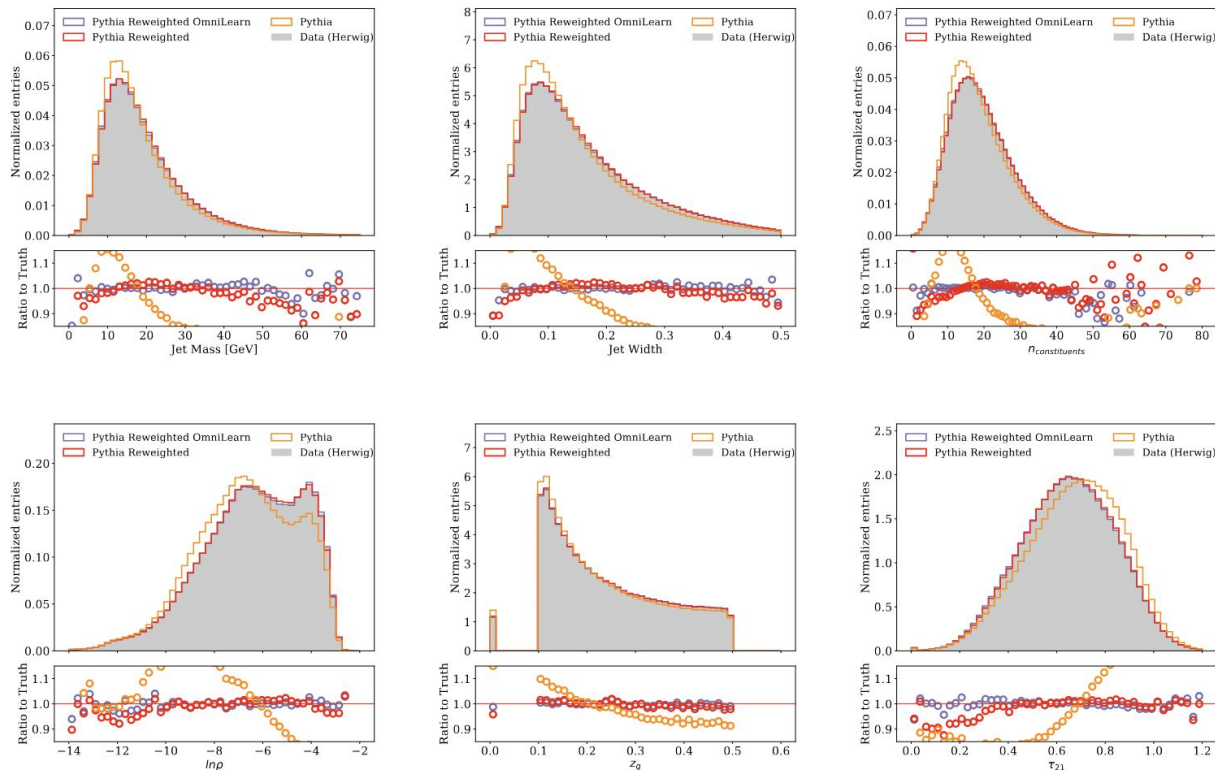 Pythia Reweighted OmniLearn Pythia
Pythia Reweighted Data (Herwig)
Normalized entries
0.07
0.06
0.05
0.04
0.03
0.02
0.01
0.00
Ratio to Truth
1.1
1.0
0.9
0 10 20 30 40 50 60 70
Jet Mass [GeV]
Pythia Reweighted OmniLearn Pythia
Pythia Reweighted Data (Herwig)
Normalized entries
8
7
6
5
4
3
2
1
0
Ratio to Truth
1.1
1.0
0.9
0.0 0.1 0.2 0.3 0.4 0.5
Jet Width
Pythia Reweighted OmniLearn Pythia
Pythia Reweighted Data (Herwig)
Normalized entries
0.07
0.06
0.05
0.04
0.03
0.02
0.01
0.00
Ratio to Truth
1.1
1.0
0.9
0 10 20 30 40 50 60 70 80
n_constituents
Pythia Reweighted OmniLearn Pythia
Pythia Reweighted Data (Herwig)
Normalized entries
0.20
0.15
0.10
0.05
0.00
Ratio to Truth
1.1
1.0
0.9
−14 −12 −10 −8 −6 −4 −2
lnρ
Pythia Reweighted OmniLearn Pythia
Pythia Reweighted Data (Herwig)
Normalized entries
7
6
5
4
3
2
1
0
Ratio to Truth
1.1
1.0
0.9
0.0 0.1 0.2 0.3 0.4 0.5 0.6
z_g
Pythia Reweighted OmniLearn Pythia
Pythia Reweighted Data (Herwig)
Normalized entries
2.5
2.0
1.5
1.0
0.5
0.0
Ratio to Truth
1.1
1.0
0.9
0.0 0.2 0.4 0.6 0.8 1.0 1.2
τ₂₁